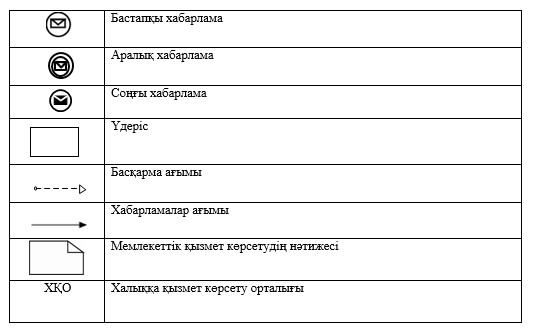 Бастапқы хабарлама
Аралық хабарлама
Соңғы хабарлама
Үдеріс
Басқарма ағымы
Хабарламалар ағымы
Мемлекеттік қызмет көрсетудің нәтижесі
ХҚО Халыққа қызмет көрсету орталығы